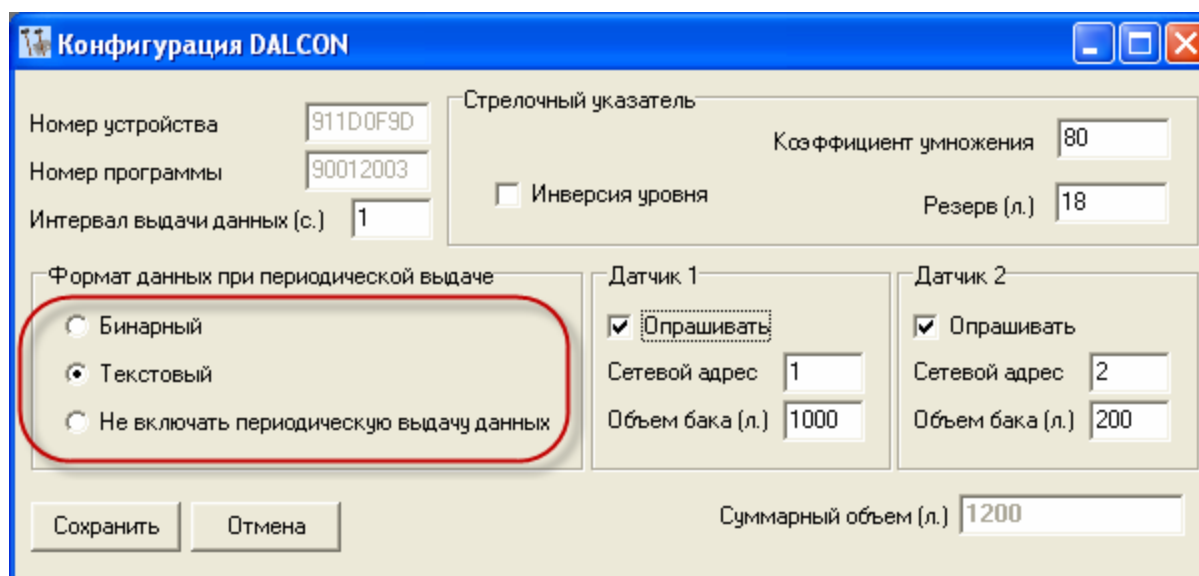 Конфигурация DALCON
Номер устройства 911D0F9D
Номер программы 90012003
Интервал выдачи данных (с.) 1
Стрелочный указатель
Коэффициент умножения 80
Инверсия уровня
Резерв (л.) 18
Формат данных при периодической выдаче
Бинарный
Текстовый
Не включать периодическую выдачу данных
Датчик 1
Опрашивать
Сетевой адрес 1
Объем бака (л.) 1000
Датчик 2
Опрашивать
Сетевой адрес 2
Объем бака (л.) 200
Сохранить Отмена
Суммарный объем (л.) 1200